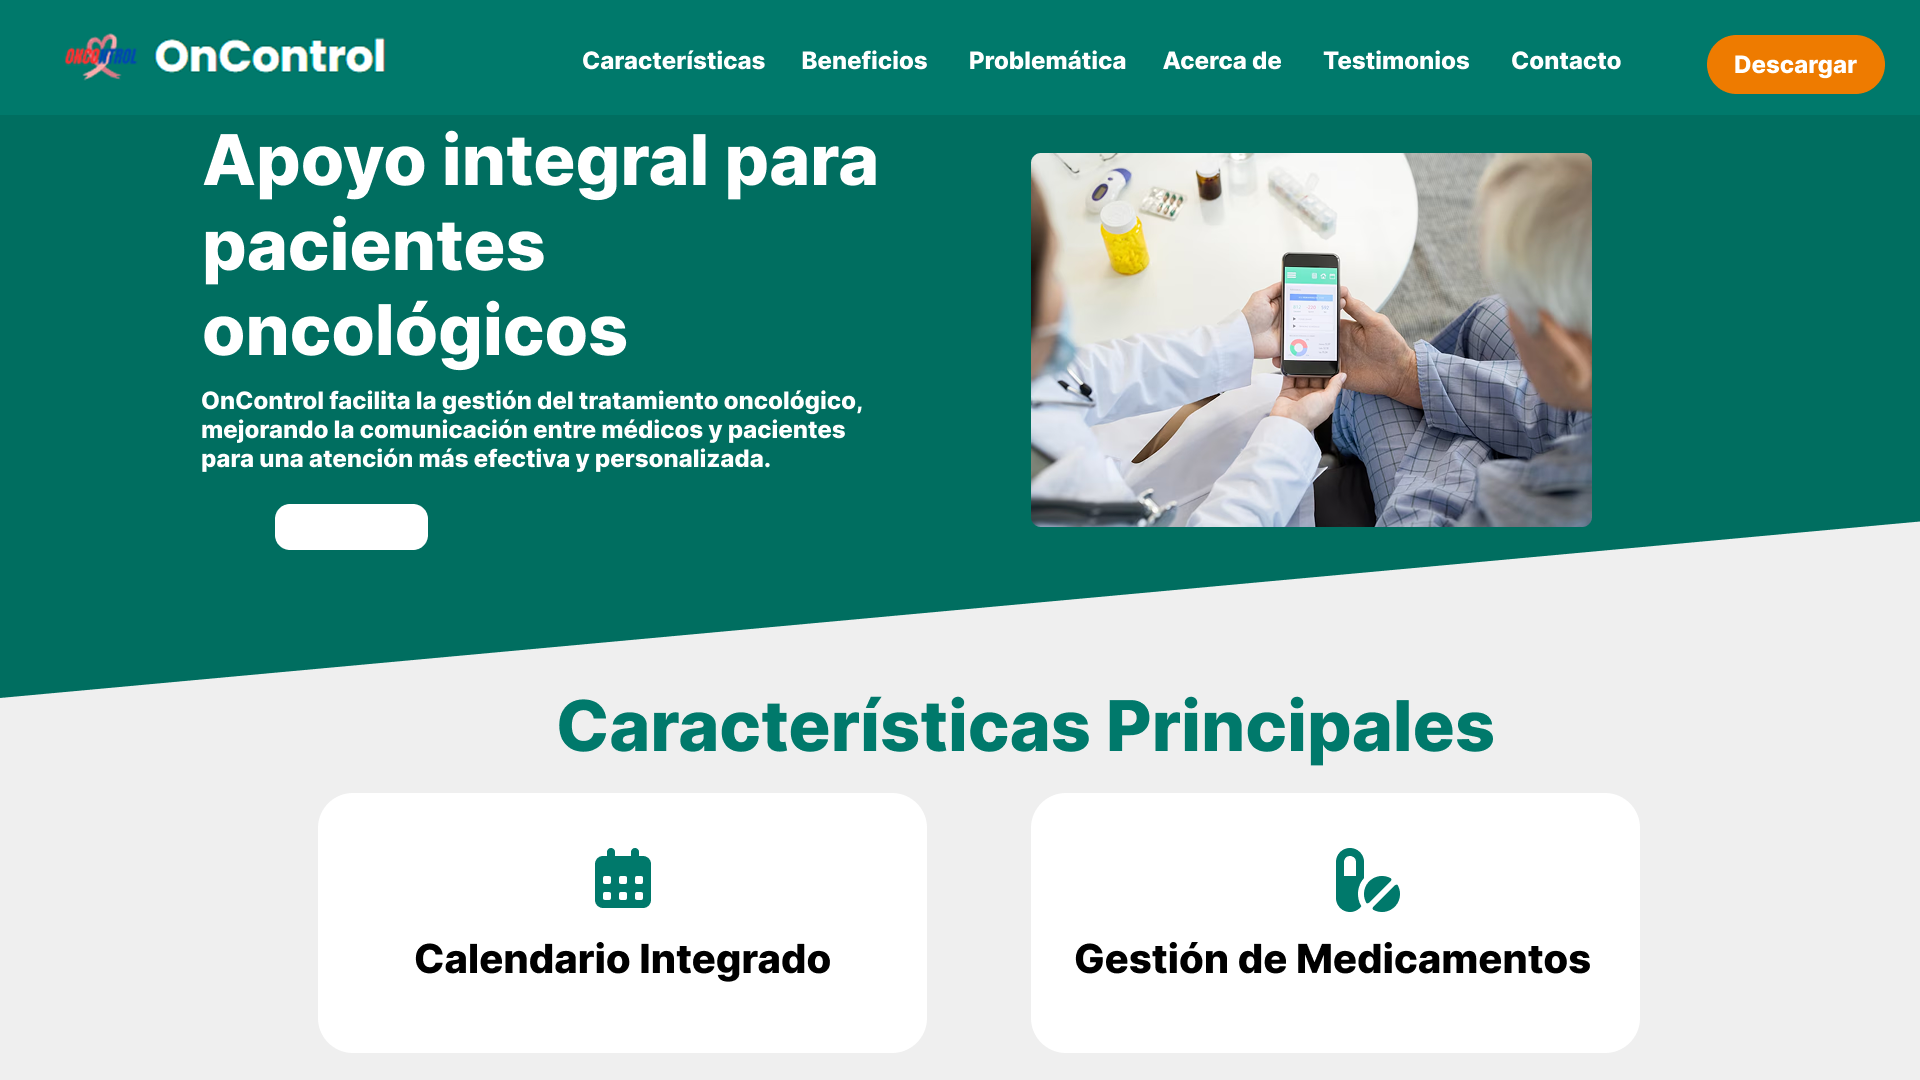 ONCONTROL
OnControl
Características Beneficios Problemática Acerca de Testimonios Contacto
Descargar
Apoyo integral para
pacientes
oncológicos
OnControl facilita la gestión del tratamiento oncológico,
mejorando la comunicación entre médicos y pacientes
para una atención más efectiva y personalizada.
Características Principales
Calendario Integrado
Gestión de Medicamentos